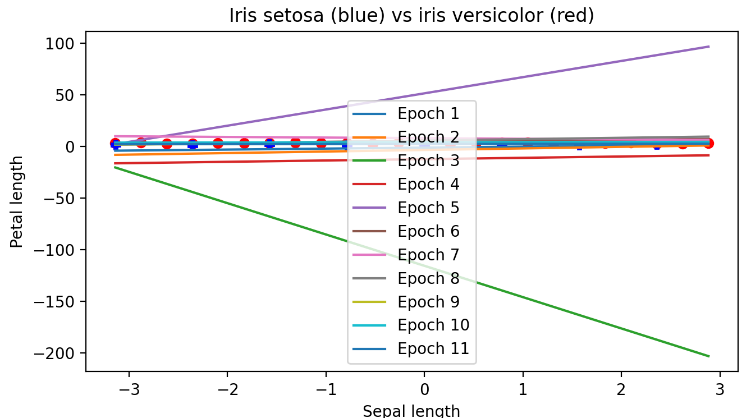 Iris setosa (blue) vs iris versicolor (red)
100
50
0
−50
−100
−150
−200
Petal length
Epoch 1
Epoch 2
Epoch 3
Epoch 4
Epoch 5
Epoch 6
Epoch 7
Epoch 8
Epoch 9
Epoch 10
Epoch 11
−3 −2 −1 0 1 2 3
Sepal length